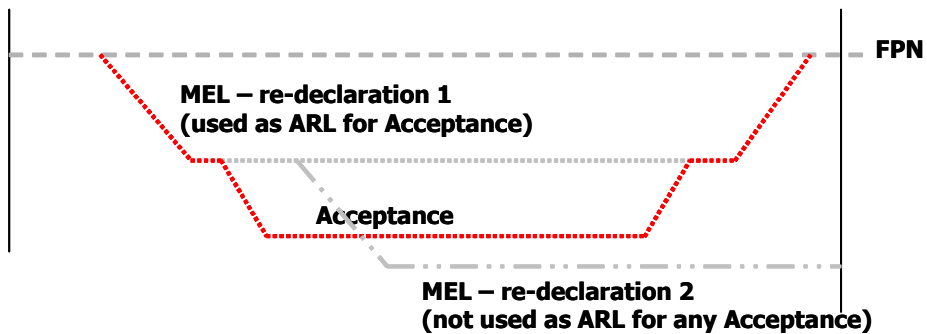 FPN
MEL – re-declaration 1
(used as ARL for Acceptance)
Acceptance
MEL – re-declaration 2
(not used as ARL for any Acceptance)